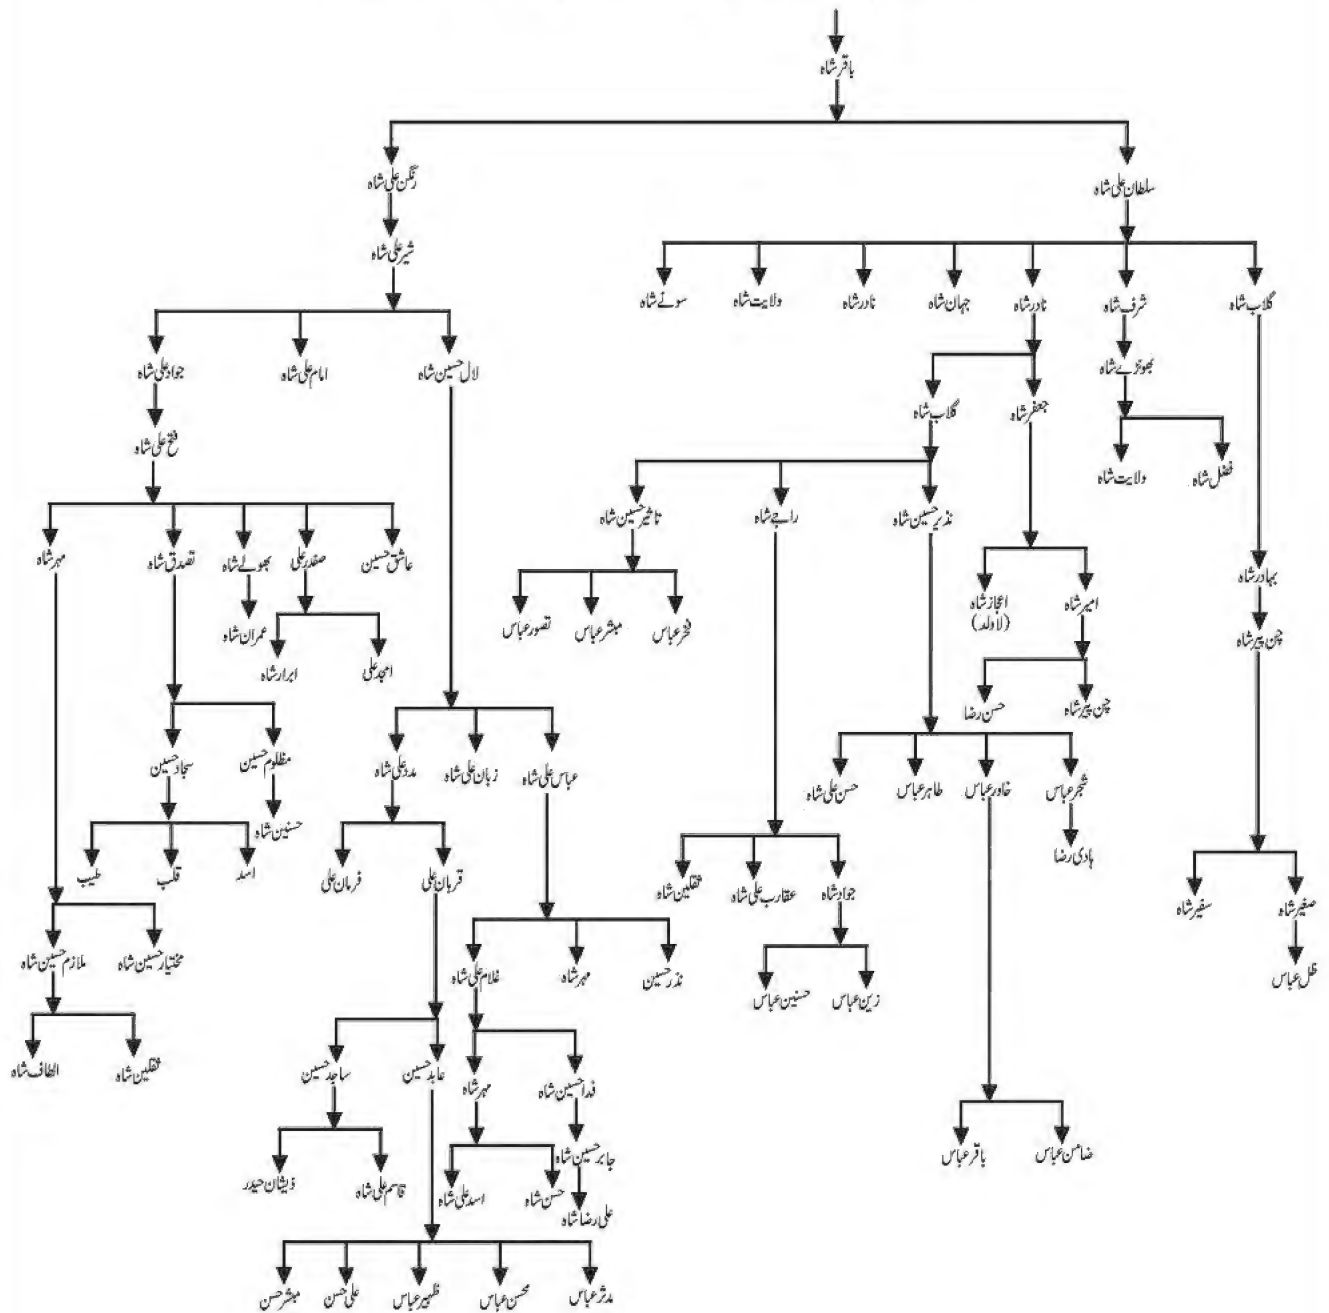 باقر شاہ
رنگن علی شاہ
سلطان علی شاہ
شیر علی شاہ
گلاب شاہ
شرف شاہ
نادر شاہ
جہان شاہ
نادر شاہ
ولایت شاہ
سونے شاہ
لال حسین شاہ
امام علی شاہ
جواد علی شاہ
بھونرے شاہ
جعفر شاہ
گلاب شاہ
فتح علی شاہ
فضل شاہ
ولایت شاہ
نذیر حسین شاہ
راجے شاہ
تاثیر حسین شاہ
عاشق حسین
صفدر علی
بھولے شاہ
تصدق شاہ
مہر شاہ
بہادر شاہ
امیر شاہ
اعجاز شاہ
(لاولد)
فخر عباس
مبشر عباس
تصور عباس
عمران شاہ
امجد علی
ابرار شاہ
چن پیر شاہ
چن پیر شاہ
حسن رضا
مظلوم حسین
سجاد حسین
عباس علی شاہ
زبان علی شاہ
مدد علی شاہ
شجر عباس
خاور عباس
طاہر عباس
حسن علی شاہ
حسنین شاہ
ہادی رضا
اسد
قلب
طیب
قربان علی
فرمان علی
جواد شاہ
عقارب علی شاہ
ثقلین شاہ
صغیر شاہ
سفیر شاہ
مختیار حسین شاہ
ملازم حسین شاہ
نذر حسین
مہر شاہ
غلام علی شاہ
ظل عباس
زین عباس
حسنین عباس
ثقلین شاہ
الطاف شاہ
عابد حسین
ساجد حسین
فدا حسین شاہ
مہر شاہ
ضامن عباس
باقر عباس
جابر حسین شاہ
قاسم علی شاہ
ذیشان حیدر
حسن شاہ
اسد علی شاہ
علی رضا شاہ
مدثر عباس
محسن عباس
ظہیر عباس
علی حسن
مبشر حسن